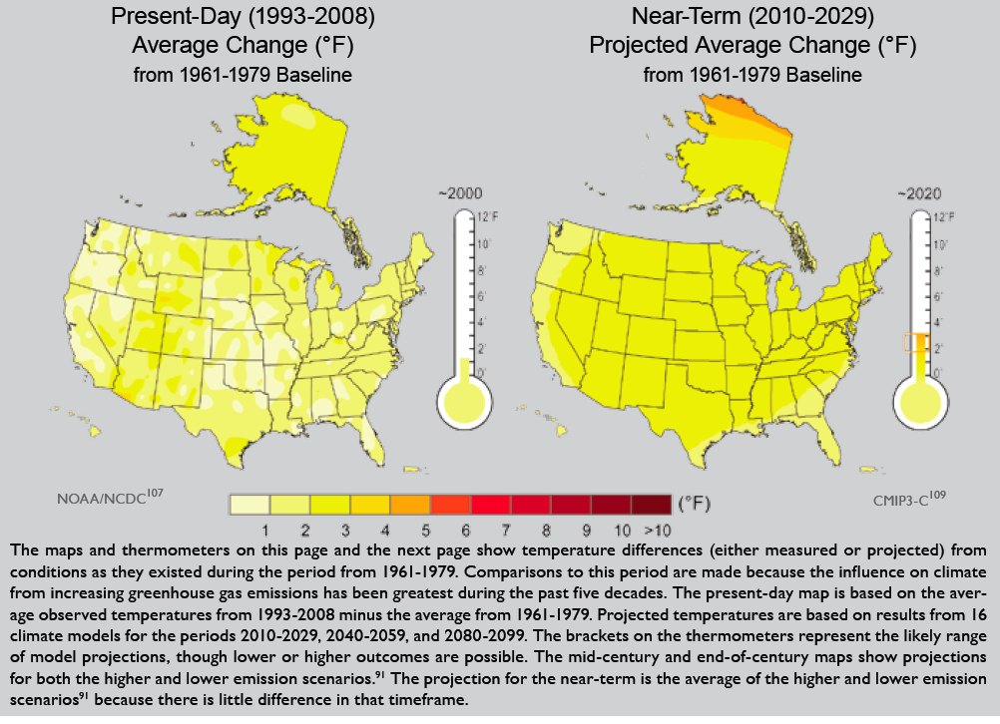 Present-Day (1993-2008)
Average Change (°F)
from 1961-1979 Baseline
Near-Term (2010-2029)
Projected Average Change (°F)
from 1961-1979 Baseline
~2000
12°F
10°
8°
6°
4°
2°
0°
~2020
12°F
10°
8°
6°
4°
2°
0°
NOAA/NCDC107
CMIP3-C109
(°F)
1 2 3 4 5 6 7 8 9 10 >10
The maps and thermometers on this page and the next page show temperature differences (either measured or projected) from
conditions as they existed during the period from 1961-1979. Comparisons to this period are made because the influence on climate
from increasing greenhouse gas emissions has been greatest during the past five decades. The present-day map is based on the aver-
age observed temperatures from 1993-2008 minus the average from 1961-1979. Projected temperatures are based on results from 16
climate models for the periods 2010-2029, 2040-2059, and 2080-2099. The brackets on the thermometers represent the likely range
of model projections, though lower or higher outcomes are possible. The mid-century and end-of-century maps show projections
for both the higher and lower emission scenarios.91 The projection for the near-term is the average of the higher and lower emission
scenarios91 because there is little difference in that timeframe.